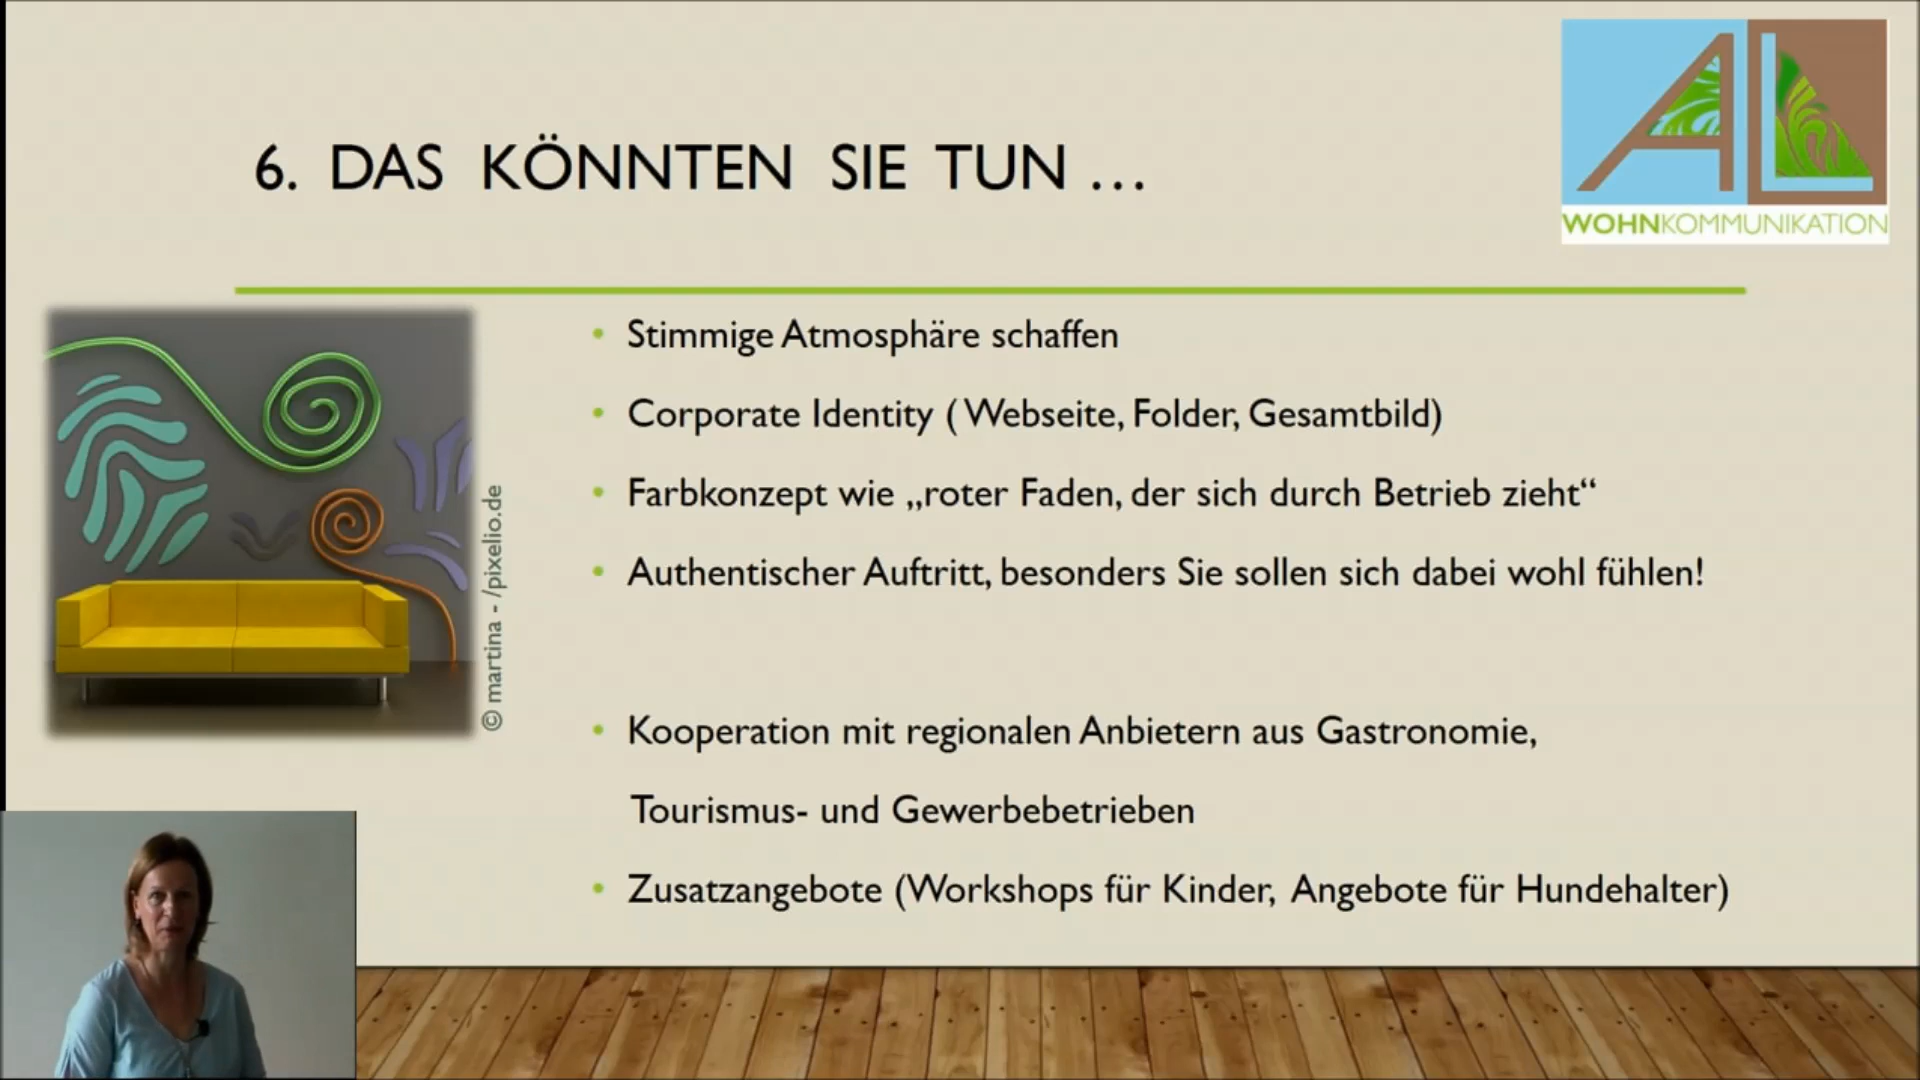 6. DAS KÖNNTEN SIE TUN ...
AL
WOHNKOMMUNIKATION
• Stimmige Atmosphäre schaffen
• Corporate Identity ( Webseite, Folder, Gesamtbild)
• Farbkonzept wie „roter Faden, der sich durch Betrieb zieht“
• Authentischer Auftritt, besonders Sie sollen sich dabei wohl fühlen!
© martina - /pixelio.de
• Kooperation mit regionalen Anbietern aus Gastronomie,
Tourismus- und Gewerbebetrieben
• Zusatzangebote (Workshops für Kinder, Angebote für Hundehalter)